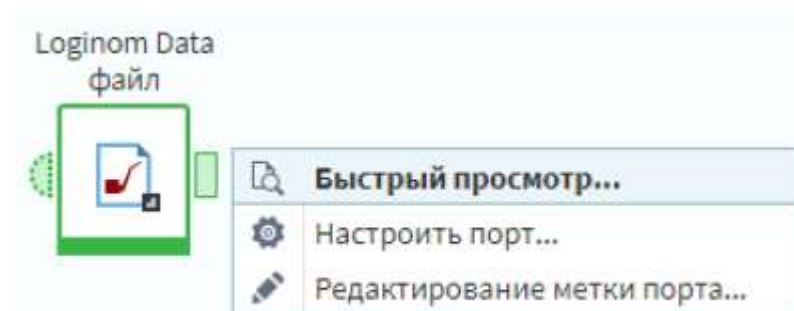 Loginom Data
файл
Быстрый просмотр...
Настроить порт...
Редактирование метки порта...